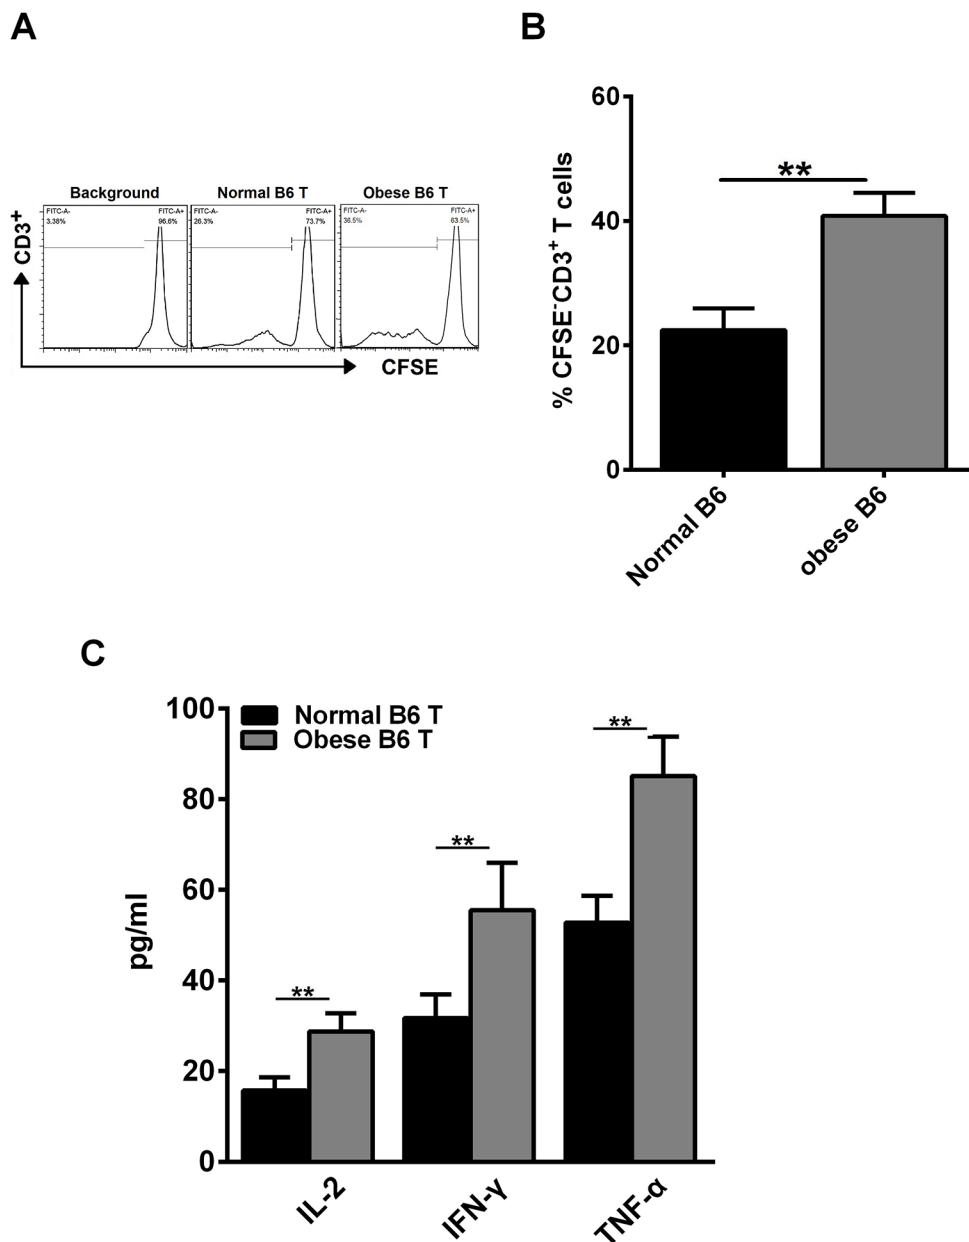 A
Background
Normal B6 T
Obese B6 T
FITC-A-
3.38%
FITC-A+
96.6%
FITC-A-
26.3%
FITC-A+
73.7%
FITC-A-
36.5%
FITC-A+
63.5%
CD3⁺
CFSE
B
% CFSE⁻CD3⁺ T cells
60
40
20
0
**
Normal B6
obese B6
C
Normal B6 T
Obese B6 T
pg/ml
100
80
60
40
20
0
**
**
**
IL-2
IFN-γ
TNF-α